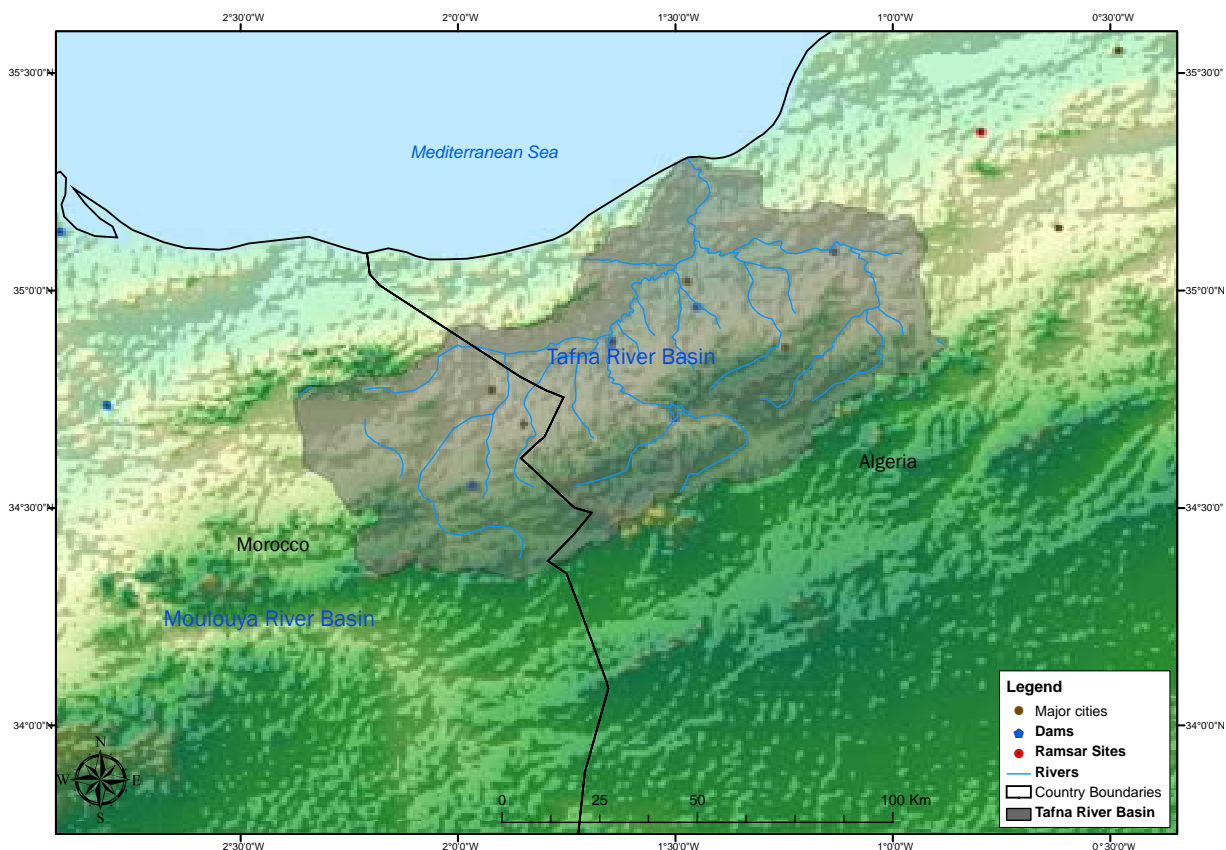 2°30'0"W 2°0'0"W 1°30'0"W 1°0'0"W 0°30'0"W
35°30'0"N 35°30'0"N
Mediterranean Sea
35°0'0"N 35°0'0"N
Tafna River Basin
Algeria
34°30'0"N 34°30'0"N
Morocco
Moulouya River Basin
34°0'0"N 34°0'0"N
Legend
Major cities
Dams
Ramsar Sites
Rivers
Country Boundaries
Tafna River Basin
N
W E
S
0 25 50 100 Km
2°30'0"W 2°0'0"W 1°30'0"W 1°0'0"W 0°30'0"W